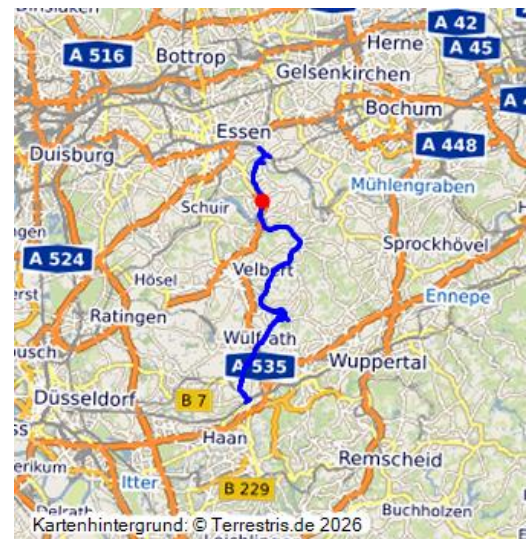 Dinslaken
A 42
Herne
A 516
Bottrop
A 45
Gelsenkirchen
Essen
Bochum
Duisburg
A 448
Mühlengraben
Schuir
A 524
Sprockhövel
Hösel
Velbert
Ennepe
Ratingen
Wülfrath
A 535
Wuppertal
Düsseldorf
B 7
Haan
Remscheid
Itter
B 229
Buchholzen
Kartenhintergrund: © Terrestris.de 2026